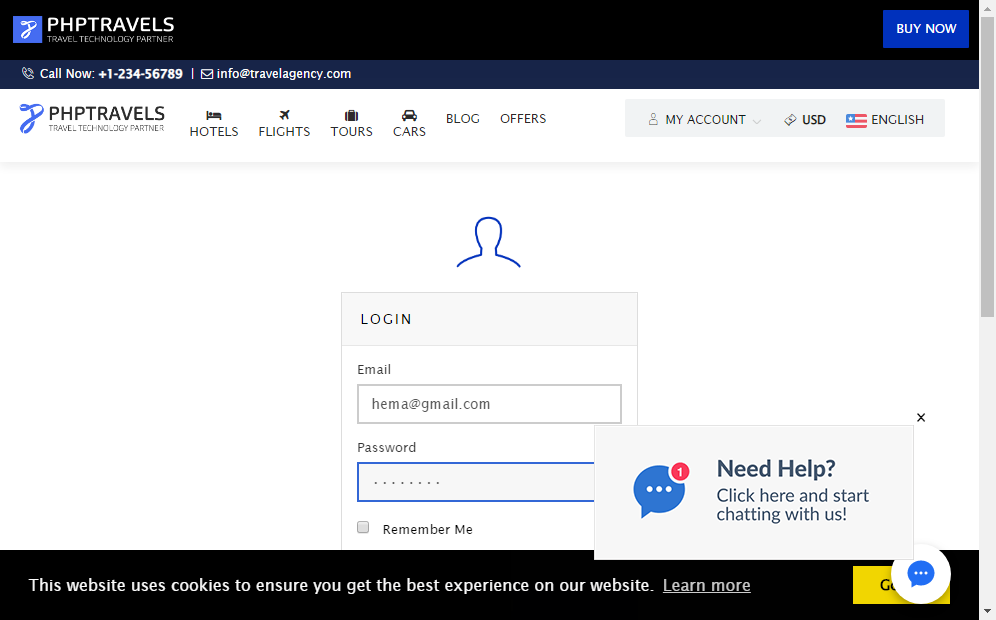 PHPTRAVELS
TRAVEL TECHNOLOGY PARTNER
BUY NOW
Call Now: +1-234-56789 | info@travelagency.com
PHPTRAVELS
TRAVEL TECHNOLOGY PARTNER
HOTELS FLIGHTS TOURS CARS BLOG OFFERS
MY ACCOUNT USD ENGLISH
LOGIN
Email
hema@gmail.com
Password
Remember Me
×
1
Need Help?
Click here and start
chatting with us!
This website uses cookies to ensure you get the best experience on our website. Learn more